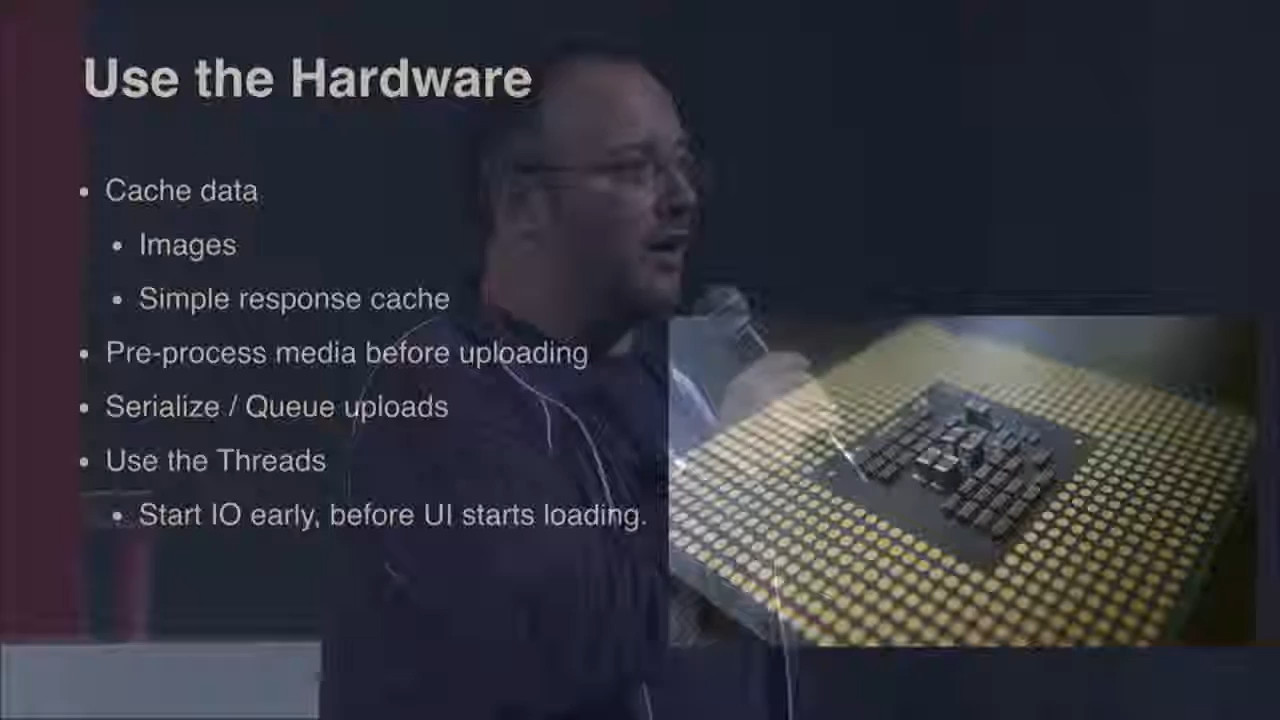 Use the Hardware
• Cache data
• Images
• Simple response cache
• Pre-process media before uploading
• Serialize / Queue uploads
• Use the Threads
• Start IO early, before UI starts loading.